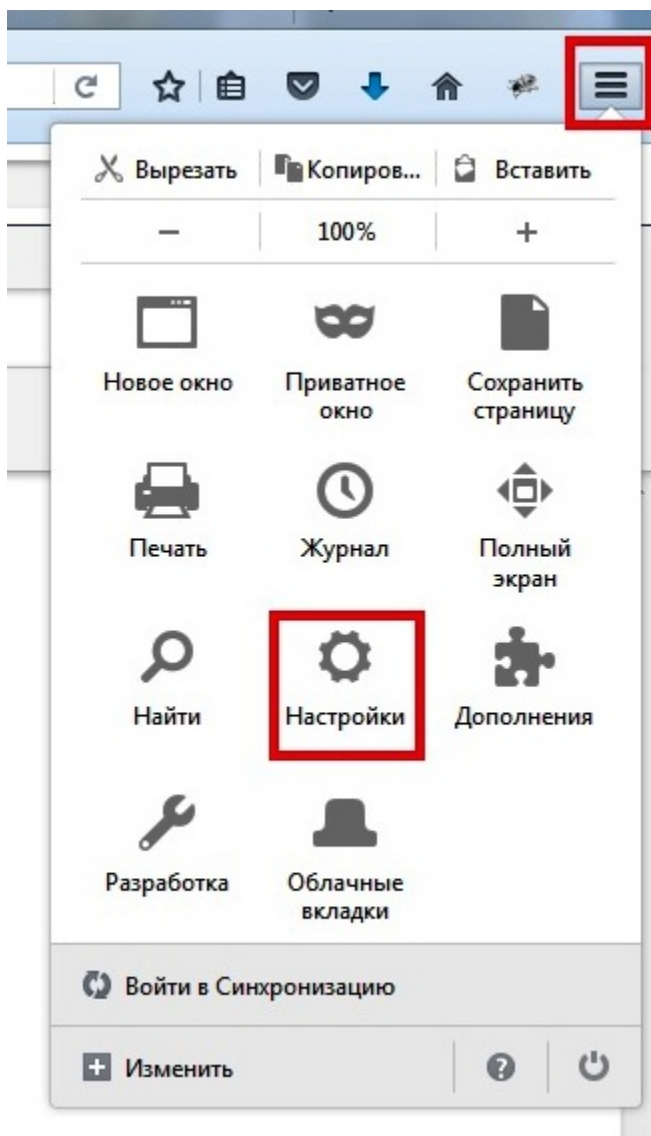 Вырезать Копиров... Вставить
− 100% +
Новое окно Приватное Сохранить
окно страницу
Печать Журнал Полный
экран
Найти Настройки Дополнения
Разработка Облачные
вкладки
Войти в Синхронизацию
Изменить